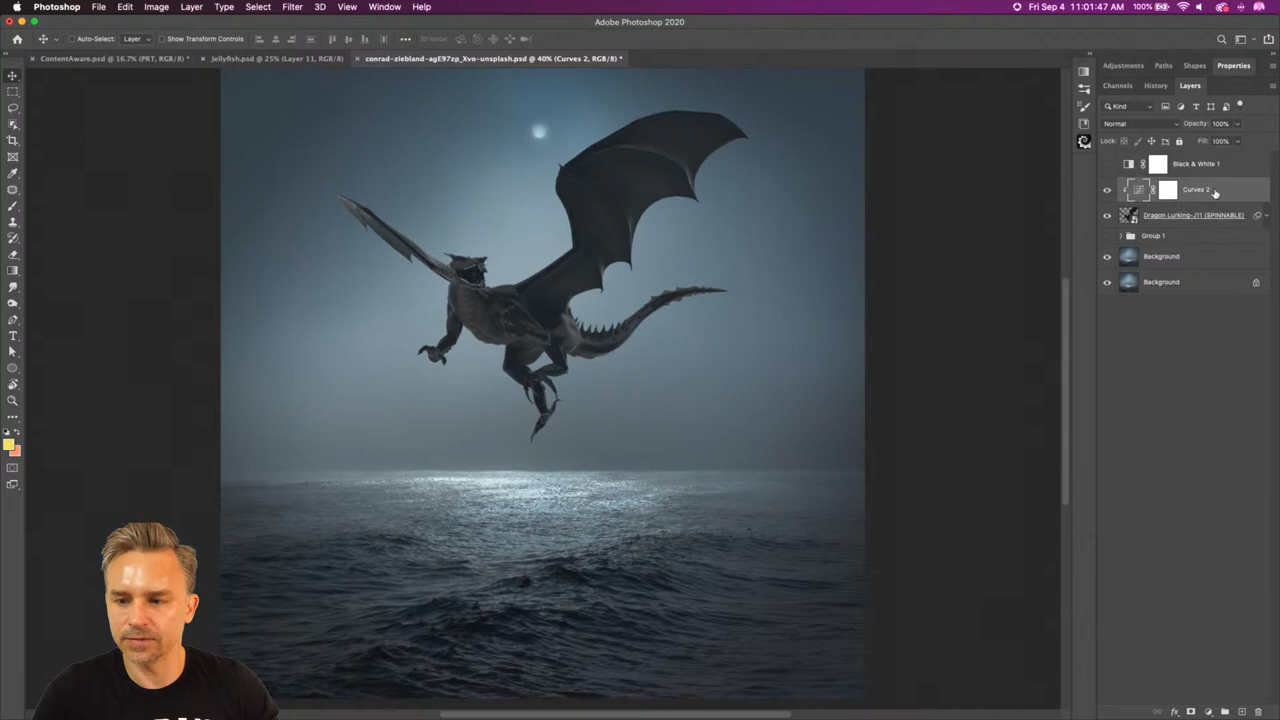 Photoshop File Edit Image Layer Type Select Filter 3D View Window Help 100% Fri Sep 4 11:01:47 AM
Adobe Photoshop 2020
Auto-Select: Layer Show Transform Controls 3D Mode
ContentAware.psd @ 16.7% (PRT, RGB/8) * Jellyfish.psd @ 25% (Layer 11, RGB/8) conrad-ziebland-agE97zp_Xvo-unsplash.psd @ 40% (Curves 2, RGB/8) *
Adjustments Paths Shapes Properties
Channels History Layers
Kind
Normal Opacity: 100%
Lock: Fill: 100%
Black & White 1
Curves 2
Dragon Lurking-J11 (SPINNABLE)
Group 1
Background
Background